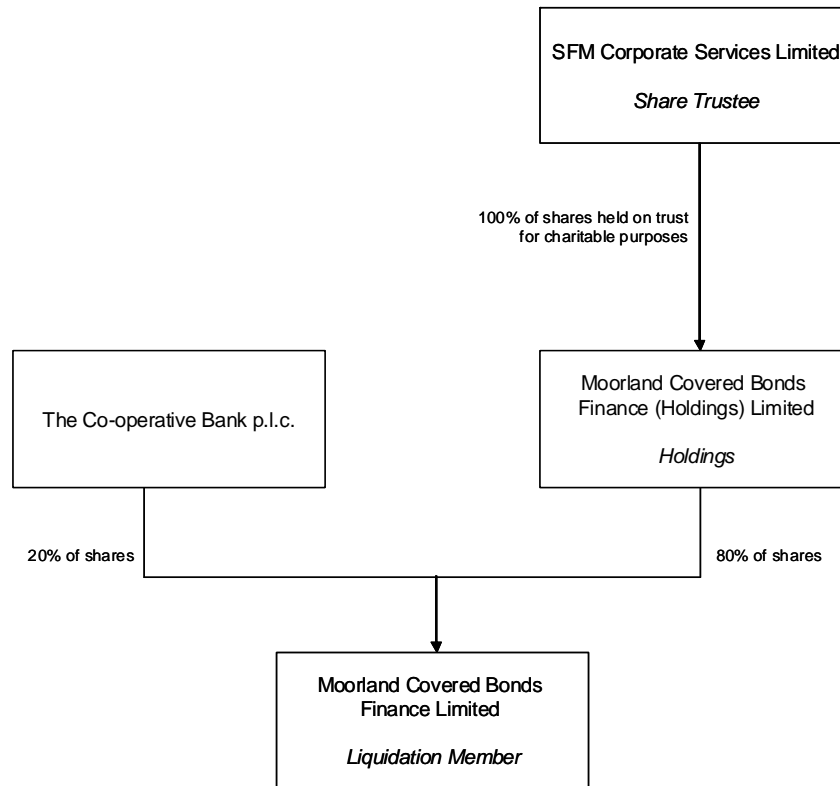 SFM Corporate Services Limited
Share Trustee
100% of shares held on trust
for charitable purposes
The Co-operative Bank p.l.c.
Moorland Covered Bonds
Finance (Holdings) Limited
Holdings
20% of shares
80% of shares
Moorland Covered Bonds
Finance Limited
Liquidation Member